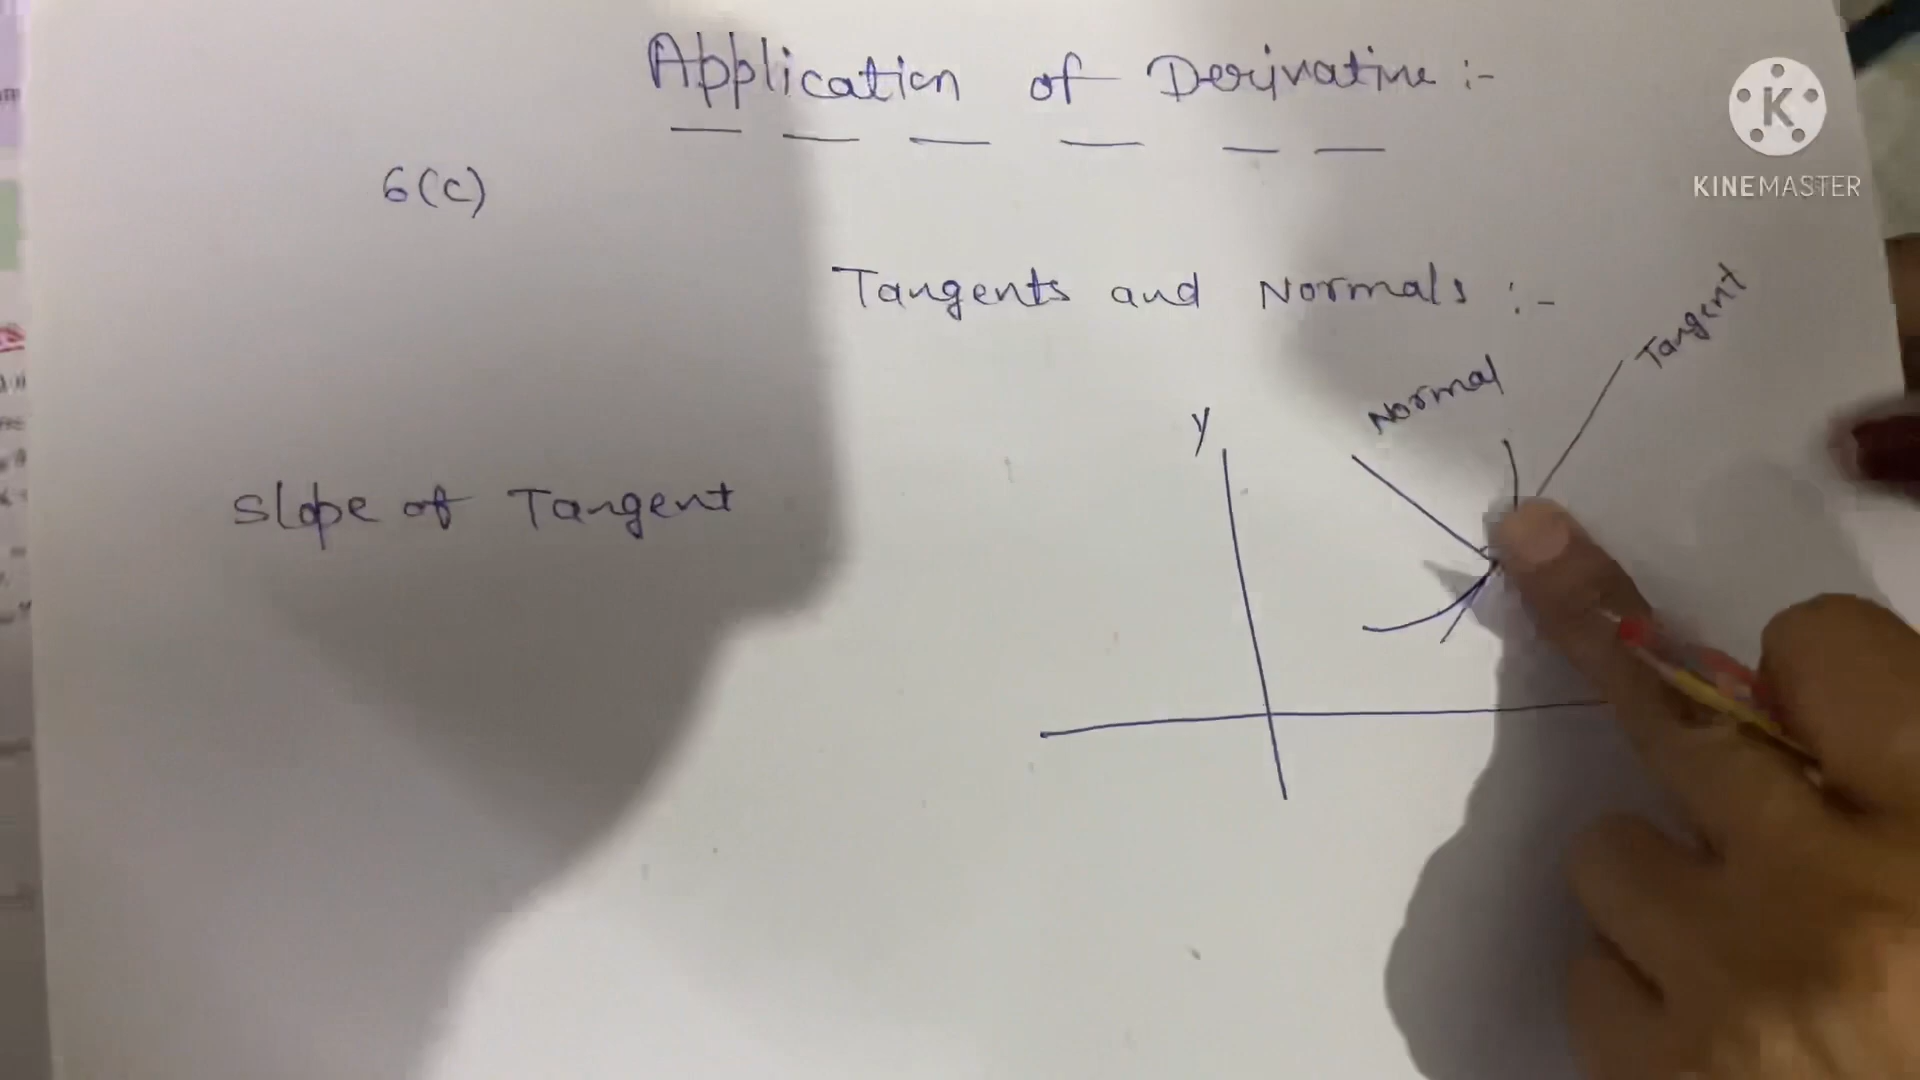 Application of Derivative :-
KINEMASTER
6(C)
Tangents and Normals :-
Tangent
Normal
y
Slope of Tangent